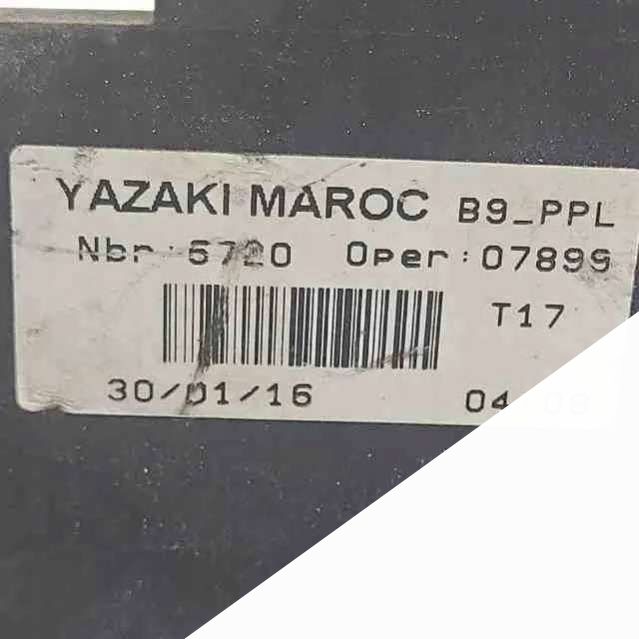 YAZAKI MAROC B9_PPL
Nbr : 6720 Oper : 07899
T17
30/01/16